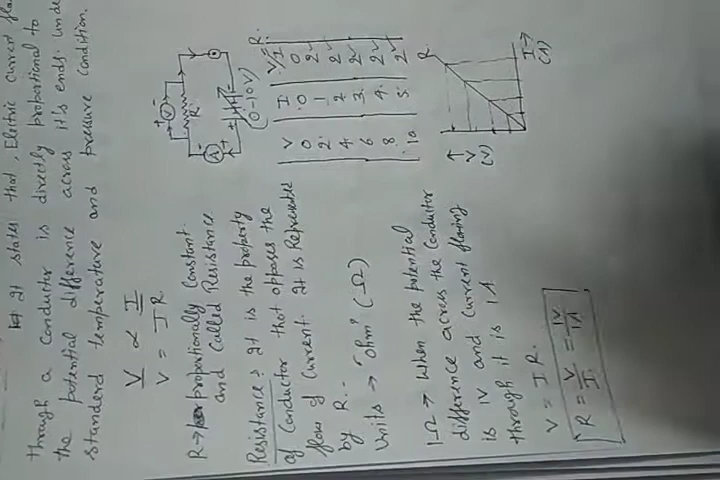 It states that, Electric current
through a conductor is directly proportional to
the potential difference across it's ends. under
standard temperature and pressure condition.
V ∝ I
V = IR
R → proportionally constant.
and called Resistance.
Resistance: It is the property
of conductor that opposes the
flow of current. It is
by R.
Units → "ohm" (Ω)
1Ω → When the potential
difference across the conductor
is 1V and current flowing
through it is 1A
V = IR.
R = V/I = 1V/1A
V
R
A
(0-10V)
V I V/I = R.
0 0 0
2 1 2
4 2 2
6 3 2
8 4 2
10 5 2
R
↑
V
(V)
I →
(A)